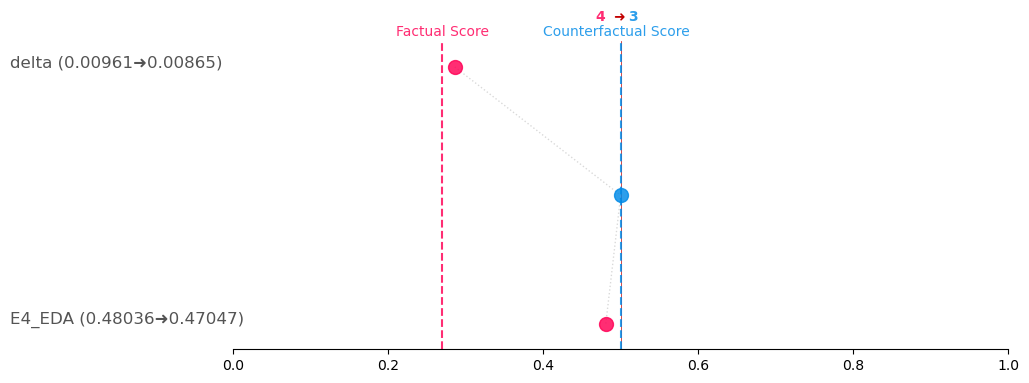 4 ➔ 3
Factual Score
Counterfactual Score
delta (0.00961➔0.00865)
E4_EDA (0.48036➔0.47047)
0.0
0.2
0.4
0.6
0.8
1.0